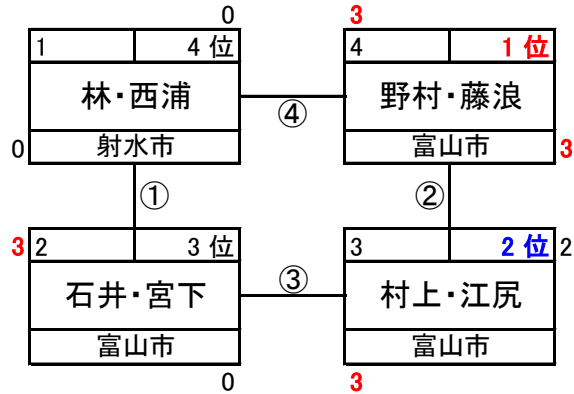 0 3
1 4 位 4 1 位
林・西浦 野村・藤浪
④
0 射水市 富山市 3
① ②
3 2 3 位 3 2 位 2
石井・宮下 村上・江尻
③
富山市 富山市
0 3